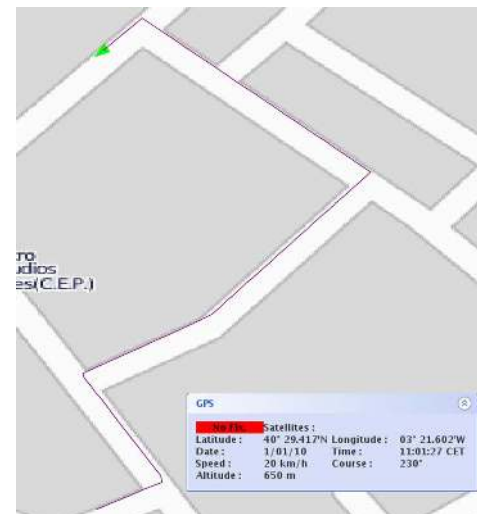 tro
udios
es(C.E.P.)
GPS
No Fix Satellites :
Latitude : 40° 29.417'N Longitude : 03° 21.602'W
Date : 1/01/10 Time : 11:01:27 CET
Speed : 20 km/h Course : 230°
Altitude : 650 m